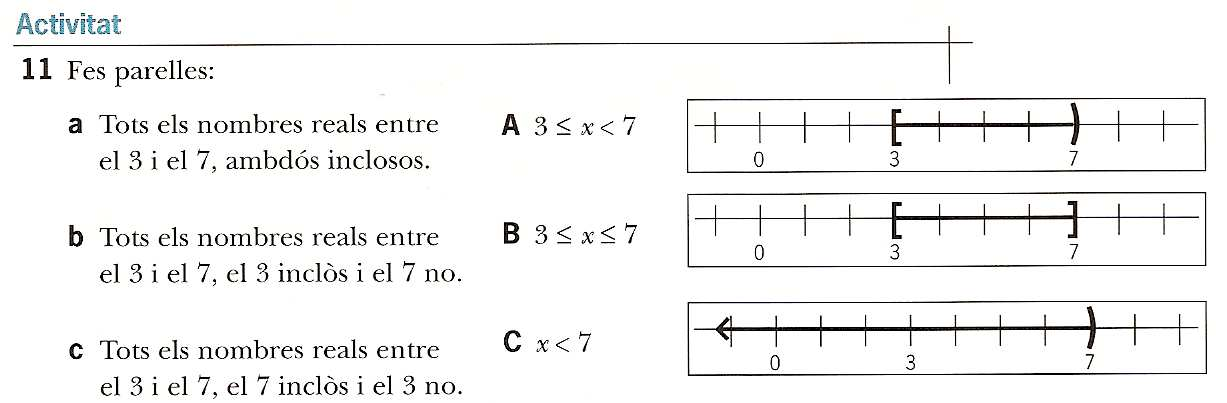 Activitat
11 Fes parelles:
a Tots els nombres reals entre
el 3 i el 7, ambdós inclosos.
A 3 ≤ x < 7
0 3 7
b Tots els nombres reals entre
el 3 i el 7, el 3 inclòs i el 7 no.
B 3 ≤ x ≤ 7
0 3 7
c Tots els nombres reals entre
el 3 i el 7, el 7 inclòs i el 3 no.
C x < 7
0 3 7